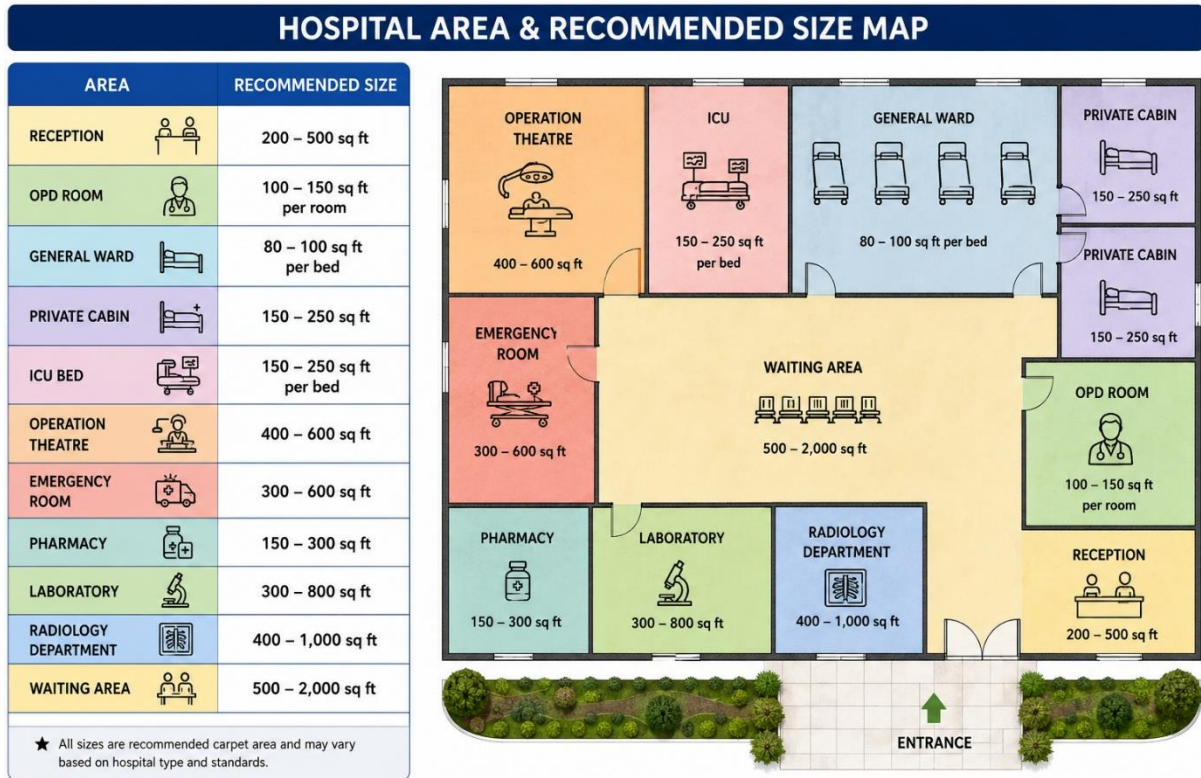 HOSPITAL AREA & RECOMMENDED SIZE MAP
AREA
RECOMMENDED SIZE
RECEPTION
200 – 500 sq ft
OPD ROOM
100 – 150 sq ft
per room
GENERAL WARD
80 – 100 sq ft
per bed
PRIVATE CABIN
150 – 250 sq ft
ICU BED
150 – 250 sq ft
per bed
OPERATION
THEATRE
400 – 600 sq ft
EMERGENCY
ROOM
300 – 600 sq ft
PHARMACY
150 – 300 sq ft
LABORATORY
300 – 800 sq ft
RADIOLOGY
DEPARTMENT
400 – 1,000 sq ft
WAITING AREA
500 – 2,000 sq ft
★ All sizes are recommended carpet area and may vary
based on hospital type and standards.
OPERATION
THEATRE
400 – 600 sq ft
ICU
150 – 250 sq ft
per bed
GENERAL WARD
80 – 100 sq ft per bed
PRIVATE CABIN
150 – 250 sq ft
PRIVATE CABIN
150 – 250 sq ft
EMERGENCY
ROOM
300 – 600 sq ft
WAITING AREA
500 – 2,000 sq ft
OPD ROOM
100 – 150 sq ft
per room
PHARMACY
150 – 300 sq ft
LABORATORY
300 – 800 sq ft
RADIOLOGY
DEPARTMENT
400 – 1,000 sq ft
RECEPTION
200 – 500 sq ft
ENTRANCE